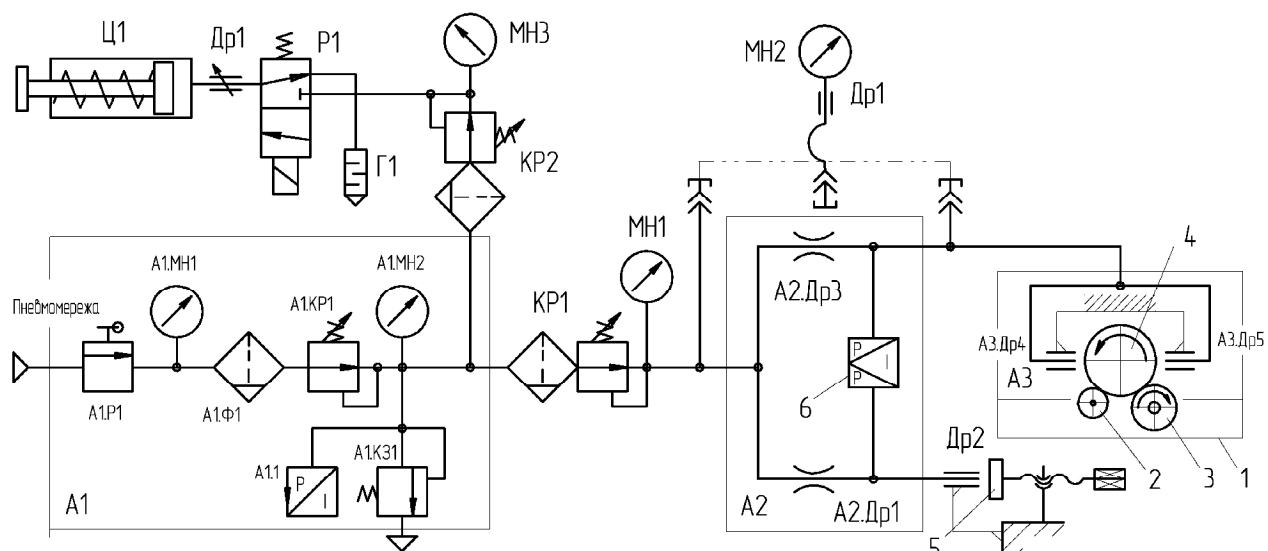 Ц1
Др1
Р1
МН3
МН2
Др1
Г1
КР2
МН1
4
А1.МН1
А1.МН2
Пневмомережа
А1.КР1
КР1
А2.Др3
А3.Др4
А3.Др5
А3
Р
Р
I
6
А1.Р1
А1.Ф1
А1.1
Р
I
А1.КЗ1
Др2
2
3
1
А1
А2
А2.Др1
5